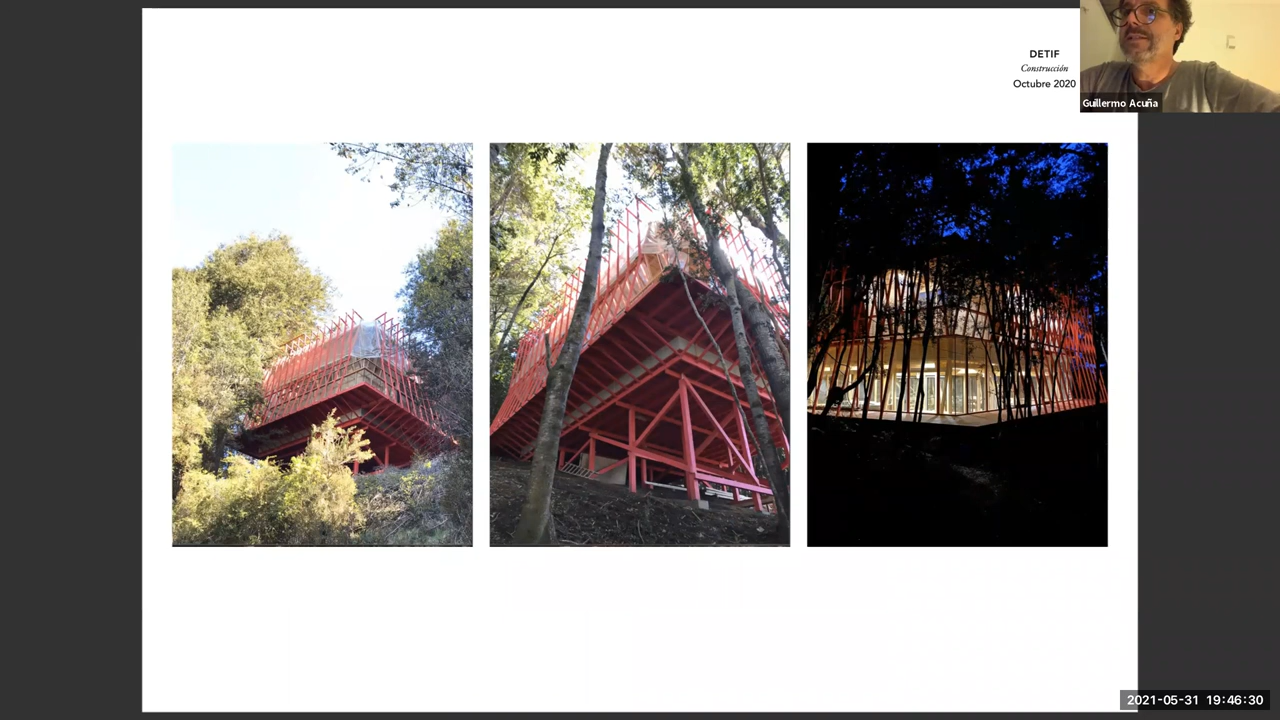 DETIF
Construcción
Octubre 2020
Guillermo Acuña
2021-05-31 19:46:30